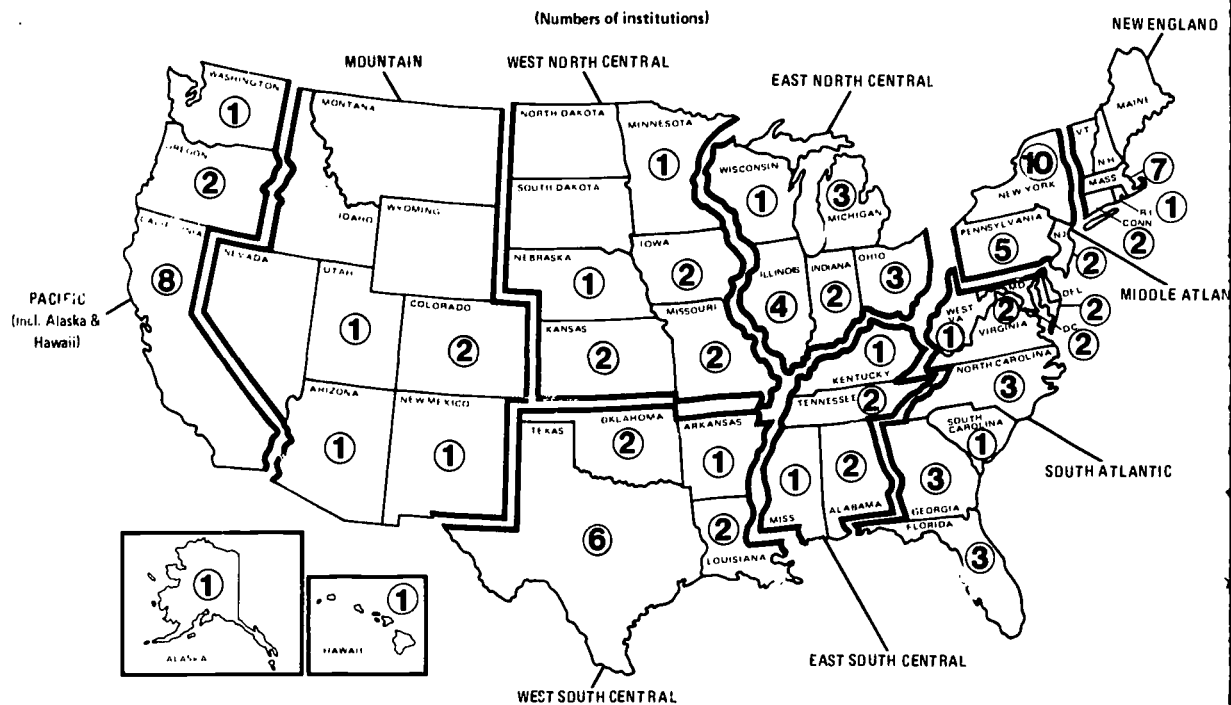 (Numbers of institutions)
NEW ENGLAND
MOUNTAIN
WEST NORTH CENTRAL
EAST NORTH CENTRAL
WASHINGTON
1
MONTANA
NORTH DAKOTA
MINNESOTA
1
MAINE
VT
NH
OREGON
2
IDAHO
WYOMING
SOUTH DAKOTA
WISCONSIN
1
3
MICHIGAN
10
NEW YORK
MASS
7
RI
1
CONN
2
CALIFORNIA
8
NEVADA
UTAH
1
COLORADO
2
NEBRASKA
1
IOWA
2
ILLINOIS
4
INDIANA
2
OHIO
3
PENNSYLVANIA
5
NJ
2
MIDDLE ATLAN
PACIFIC
(incl. Alaska &
Hawaii)
KANSAS
2
MISSOURI
2
KENTUCKY
1
WEST
VA
1
MD
2
VIRGINIA
DEL
2
DC
2
ARIZONA
1
NEW MEXICO
1
TEXAS
6
OKLAHOMA
2
ARKANSAS
1
TENNESSEE
2
NORTH CAROLINA
3
SOUTH
CAROLINA
1
SOUTH ATLANTIC
LOUISIANA
2
MISS
1
ALABAMA
2
GEORGIA
3
FLORIDA
3
1
ALASKA
1
HAWAII
EAST SOUTH CENTRAL
WEST SOUTH CENTRAL